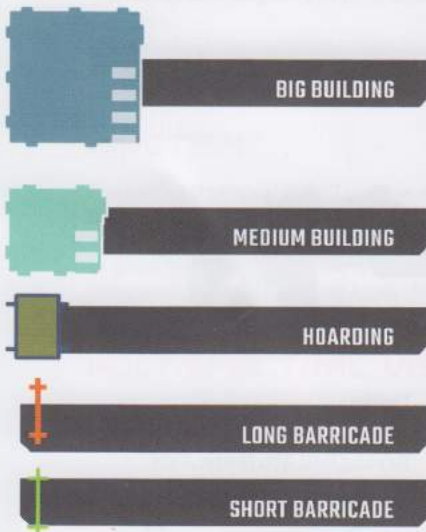 BIG BUILDING
MEDIUM BUILDING
HOARDING
LONG BARRICADE
SHORT BARRICADE